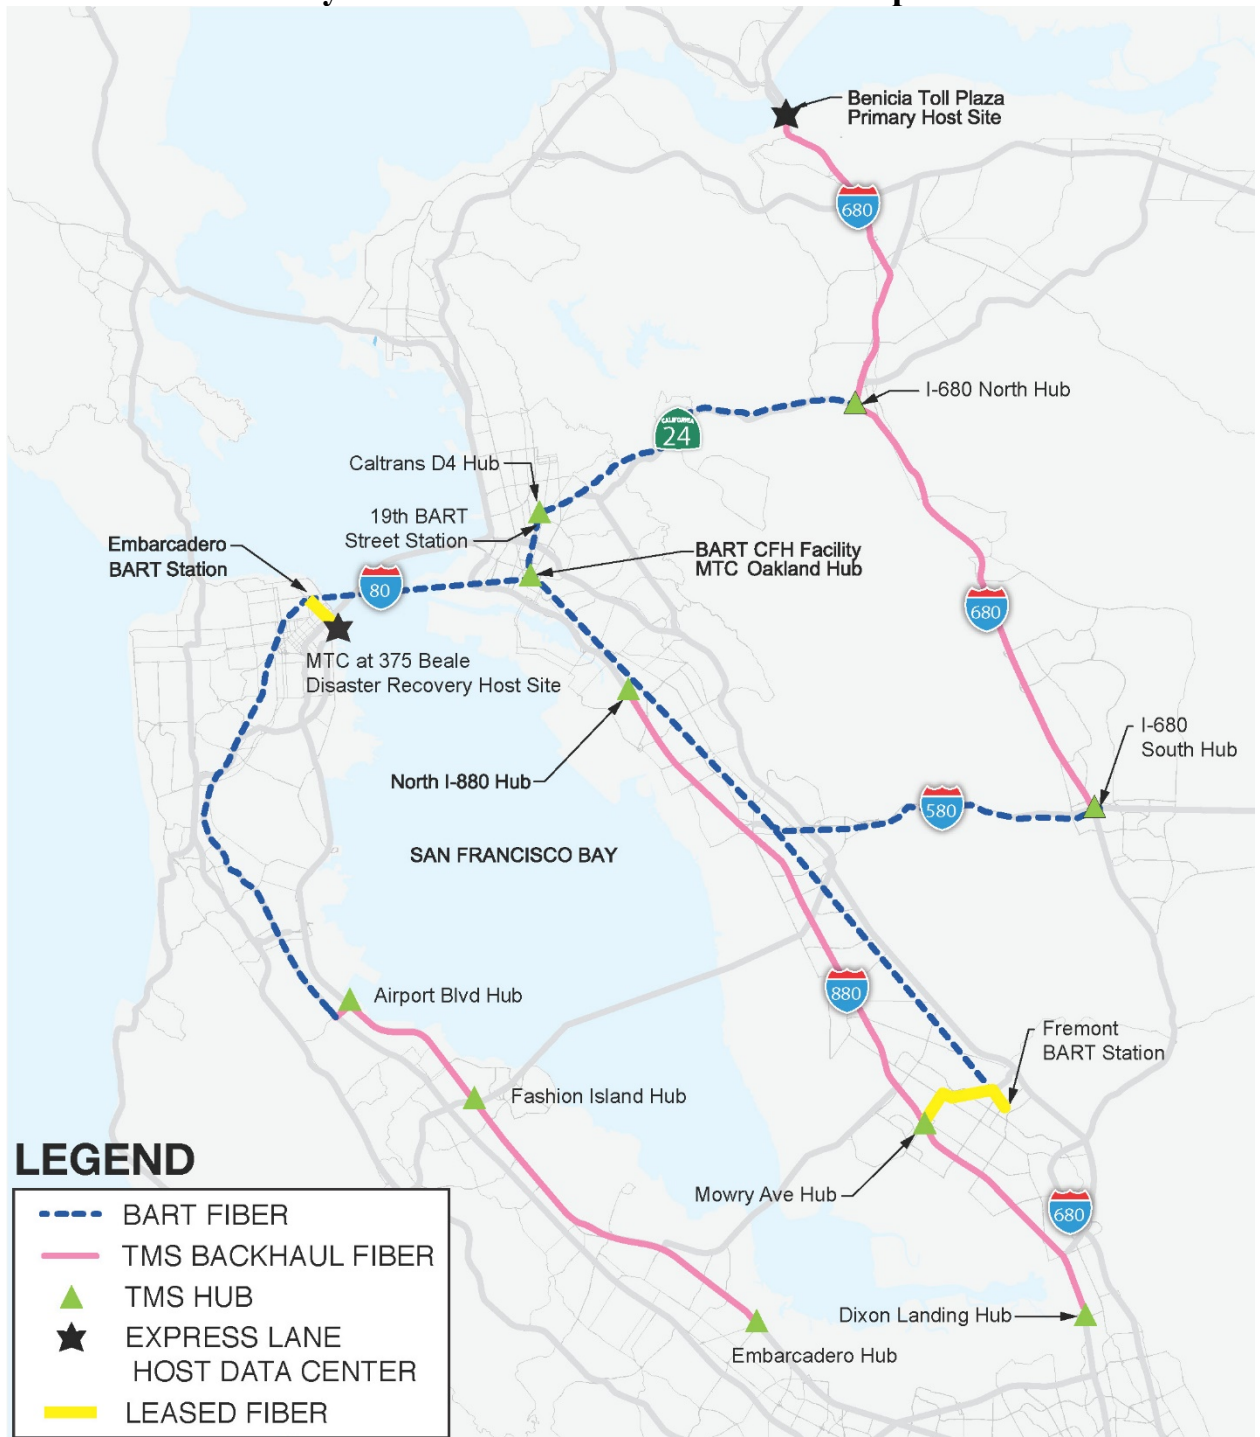 Benicia Toll Plaza
Primary Host Site
680
I-680 North Hub
CALIFORNIA
24
Caltrans D4 Hub
19th BART
Street Station
Embarcadero
BART Station
BART CFH Facility
MTC Oakland Hub
80
680
MTC at 375 Beale
Disaster Recovery Host Site
I-680
South Hub
North I-880 Hub
580
SAN FRANCISCO BAY
880
Airport Blvd Hub
Fremont
BART Station
Fashion Island Hub
Mowry Ave Hub
680
Dixon Landing Hub
Embarcadero Hub
LEGEND
BART FIBER
TMS BACKHAUL FIBER
TMS HUB
EXPRESS LANE
HOST DATA CENTER
LEASED FIBER